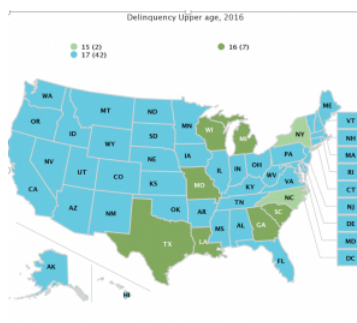 Delinquency Upper age, 2016
15 (2)
16 (7)
17 (42)
WA
MT
ND
MN
ME
OR
ID
SD
WI
MI
NY
VT
WY
NH
NV
NE
IA
PA
MA
UT
CO
IL
IN
OH
RI
CA
KS
MO
KY
WV
VA
CT
AZ
NM
OK
AR
TN
NC
NJ
TX
LA
MS
AL
GA
SC
DE
MD
AK
HI
FL
DC